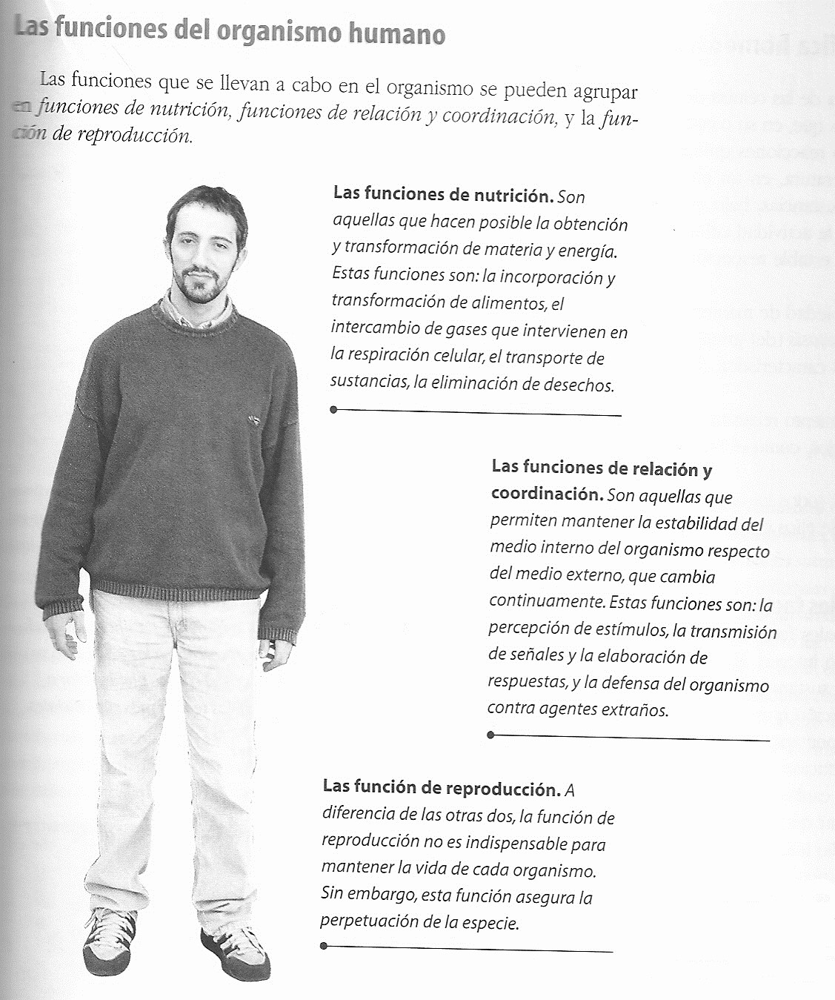 Las funciones del organismo humano
Las funciones que se llevan a cabo en el organismo se pueden agrupar
en funciones de nutrición, funciones de relación y coordinación, y la fun-
ción de reproducción.
Las funciones de nutrición. Son
aquellas que hacen posible la obtención
y transformación de materia y energía.
Estas funciones son: la incorporación y
transformación de alimentos, el
intercambio de gases que intervienen en
la respiración celular, el transporte de
sustancias, la eliminación de desechos.
Las funciones de relación y
coordinación. Son aquellas que
permiten mantener la estabilidad del
medio interno del organismo respecto
del medio externo, que cambia
continuamente. Estas funciones son: la
percepción de estímulos, la transmisión
de señales y la elaboración de
respuestas, y la defensa del organismo
contra agentes extraños.
Las función de reproducción. A
diferencia de las otras dos, la función de
reproducción no es indispensable para
mantener la vida de cada organismo.
Sin embargo, esta función asegura la
perpetuación de la especie.